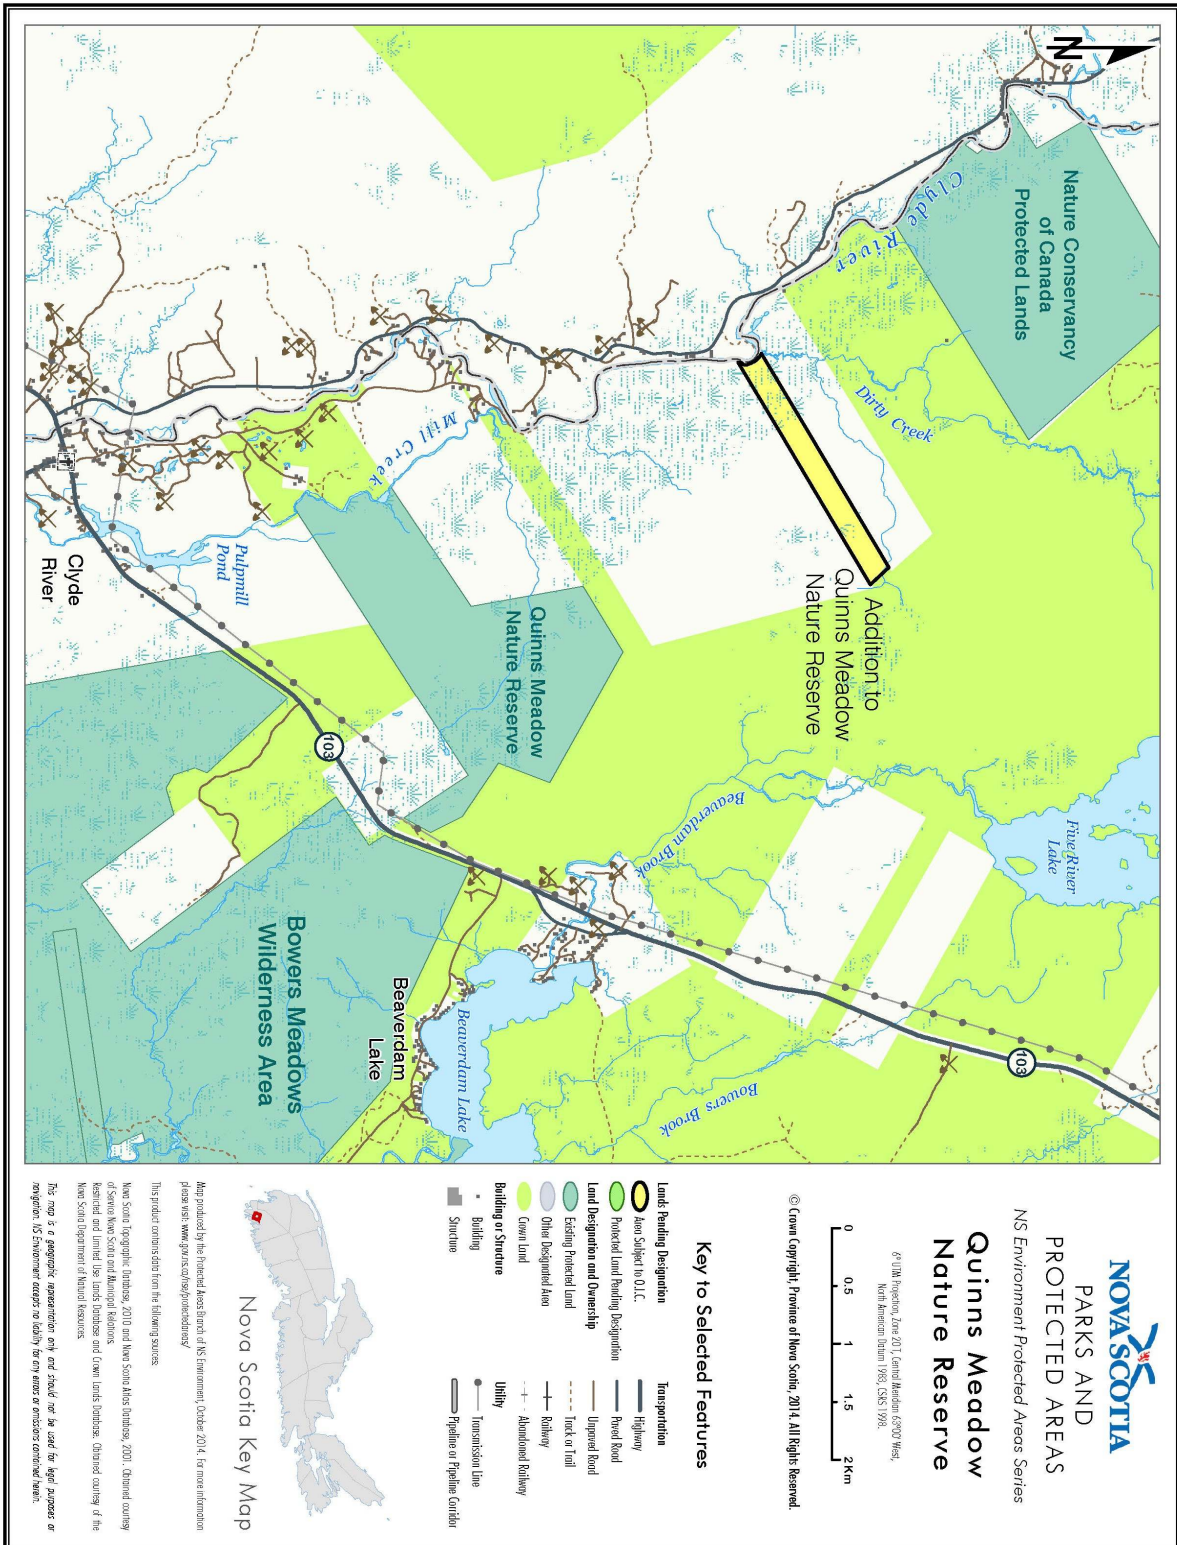 N
Nature Conservancy
of Canada
Protected Lands
Clyde River
Dirty Creek
Addition to
Quinns Meadow
Nature Reserve
Five River
Lake
Mill Creek
Quinns Meadow
Nature Reserve
Beaverdam Brook
103
Pulpmill
Pond
Clyde
River
103
Bowers Brook
Beaverdam Lake
Beaverdam
Lake
Bowers Meadows
Wilderness Area
NOVA SCOTIA
PARKS AND
PROTECTED AREAS
NS Environment Protected Areas Series
Quinns Meadow
Nature Reserve
6° UTM Projection, Zone 20 T, Central Meridian 63°00' West,
North American Datum 1983, CSRS 1998.
0 0.5 1 1.5 2 Km
© Crown Copyright, Province of Nova Scotia, 2014. All Rights Reserved.
Key to Selected Features
Lands Pending Designation
Area Subject to O.I.C.
Protected Land Pending Designation
Land Designation and Ownership
Existing Protected Land
Other Designated Area
Crown Land
Building or Structure
Building
Structure
Transportation
Highway
Paved Road
Unpaved Road
Track or Trail
Railway
Abandoned Railway
Utility
Transmission Line
Pipeline or Pipeline Corridor
Nova Scotia Key Map
Map produced by the Protected Areas Branch of NS Environment, October 2014. For more information
please visit: www.gov.ns.ca/nse/protectedareas/
This product contains data from the following sources:
Nova Scotia Topographic Database, 2010 and Nova Scotia Atlas Database, 2001. Obtained courtesy
of Service Nova Scotia and Municipal Relations.
Restricted and Limited Use Lands Database and Crown Lands Database. Obtained courtesy of the
Nova Scotia Department of Natural Resources.
This map is a geographic representation only and should not be used for legal purposes or
navigation. NS Environment accepts no liability for any errors or omissions contained herein.